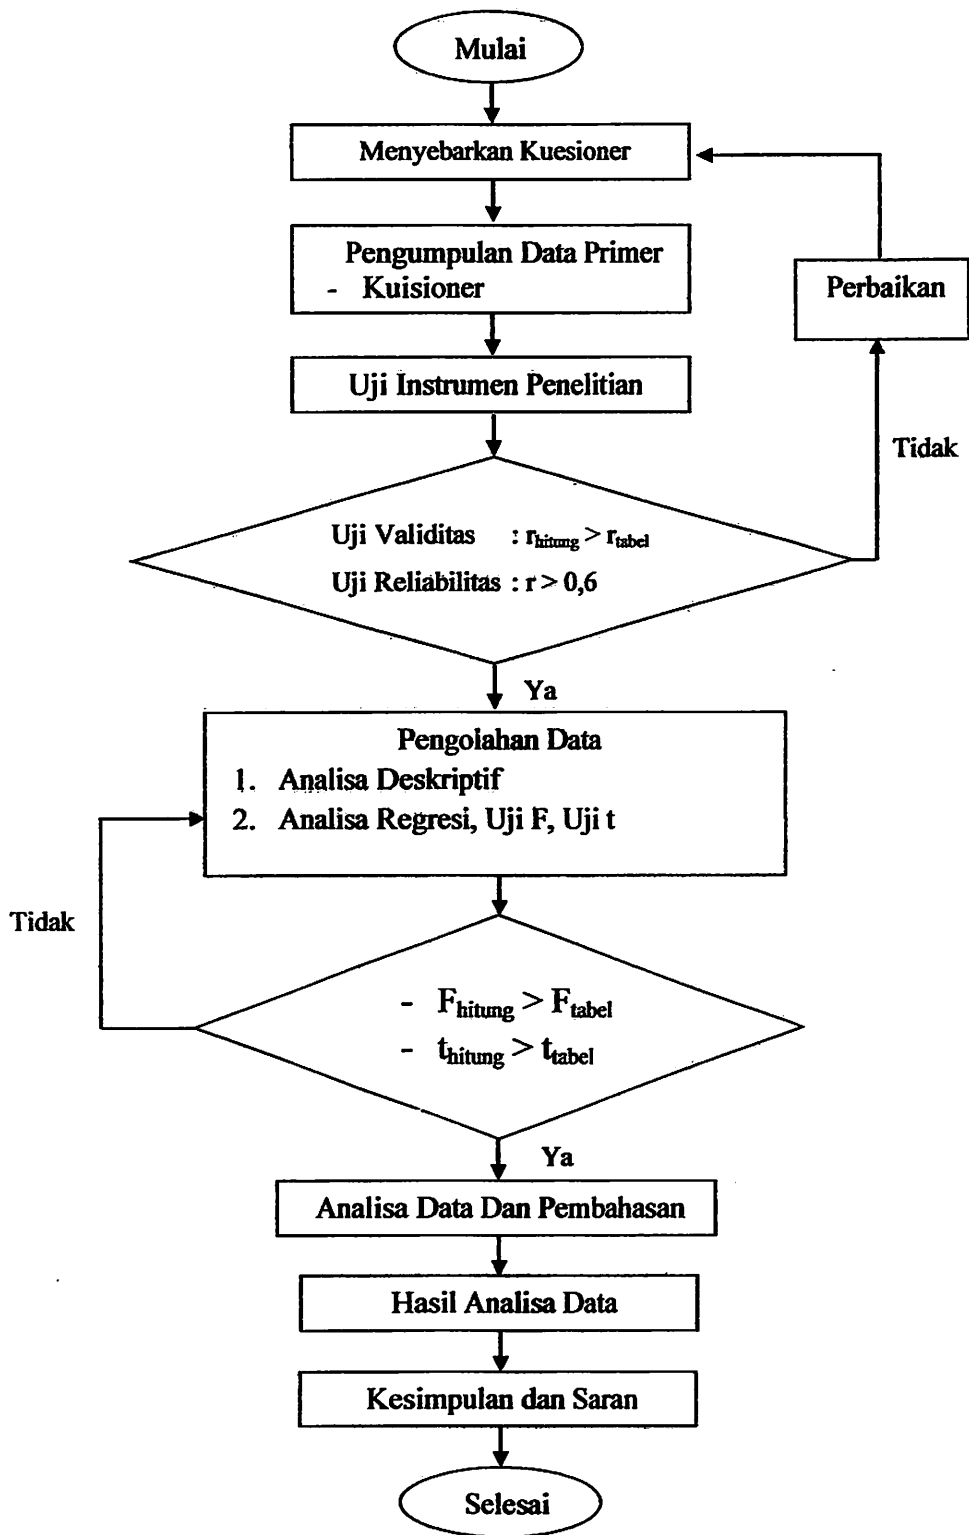 Mulai
Menyebarkan Kuesioner
Pengumpulan Data Primer
- Kuisioner
Perbaikan
Uji Instrumen Penelitian
Tidak
Uji Validitas : rhitung > rtabel
Uji Reliabilitas : r > 0,6
Ya
Pengolahan Data
1. Analisa Deskriptif
2. Analisa Regresi, Uji F, Uji t
Tidak
- Fhitung > Ftabel
- thitung > ttabel
Ya
Analisa Data Dan Pembahasan
Hasil Analisa Data
Kesimpulan dan Saran
Selesai